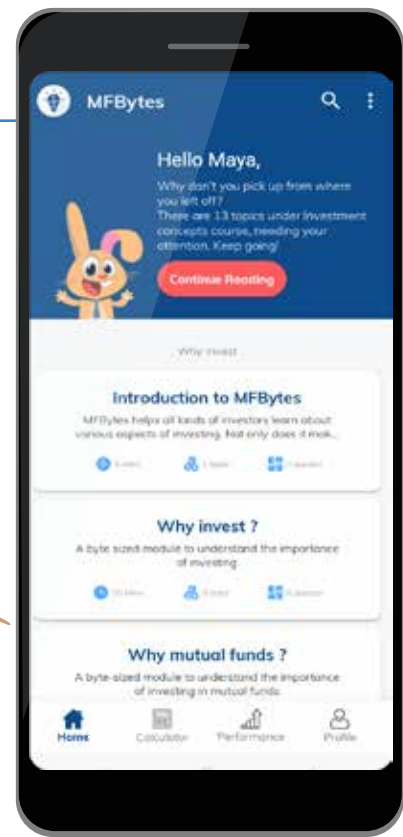 MFBytes
Hello Maya,
Why don't you pick up from where
you left off?
There are 13 topics under Investment
concepts course, needing your
attention. Keep going!
Continue Reading
Why invest
Introduction to MFBytes
MFBytes helps all kinds of investors learn about
various aspects of investing. Not only does it mak...
Why invest ?
A byte sized module to understand the importance
of investing
Why mutual funds ?
A byte-sized module to understand the importance
of investing in mutual funds.
Home Calculator Performance Profile